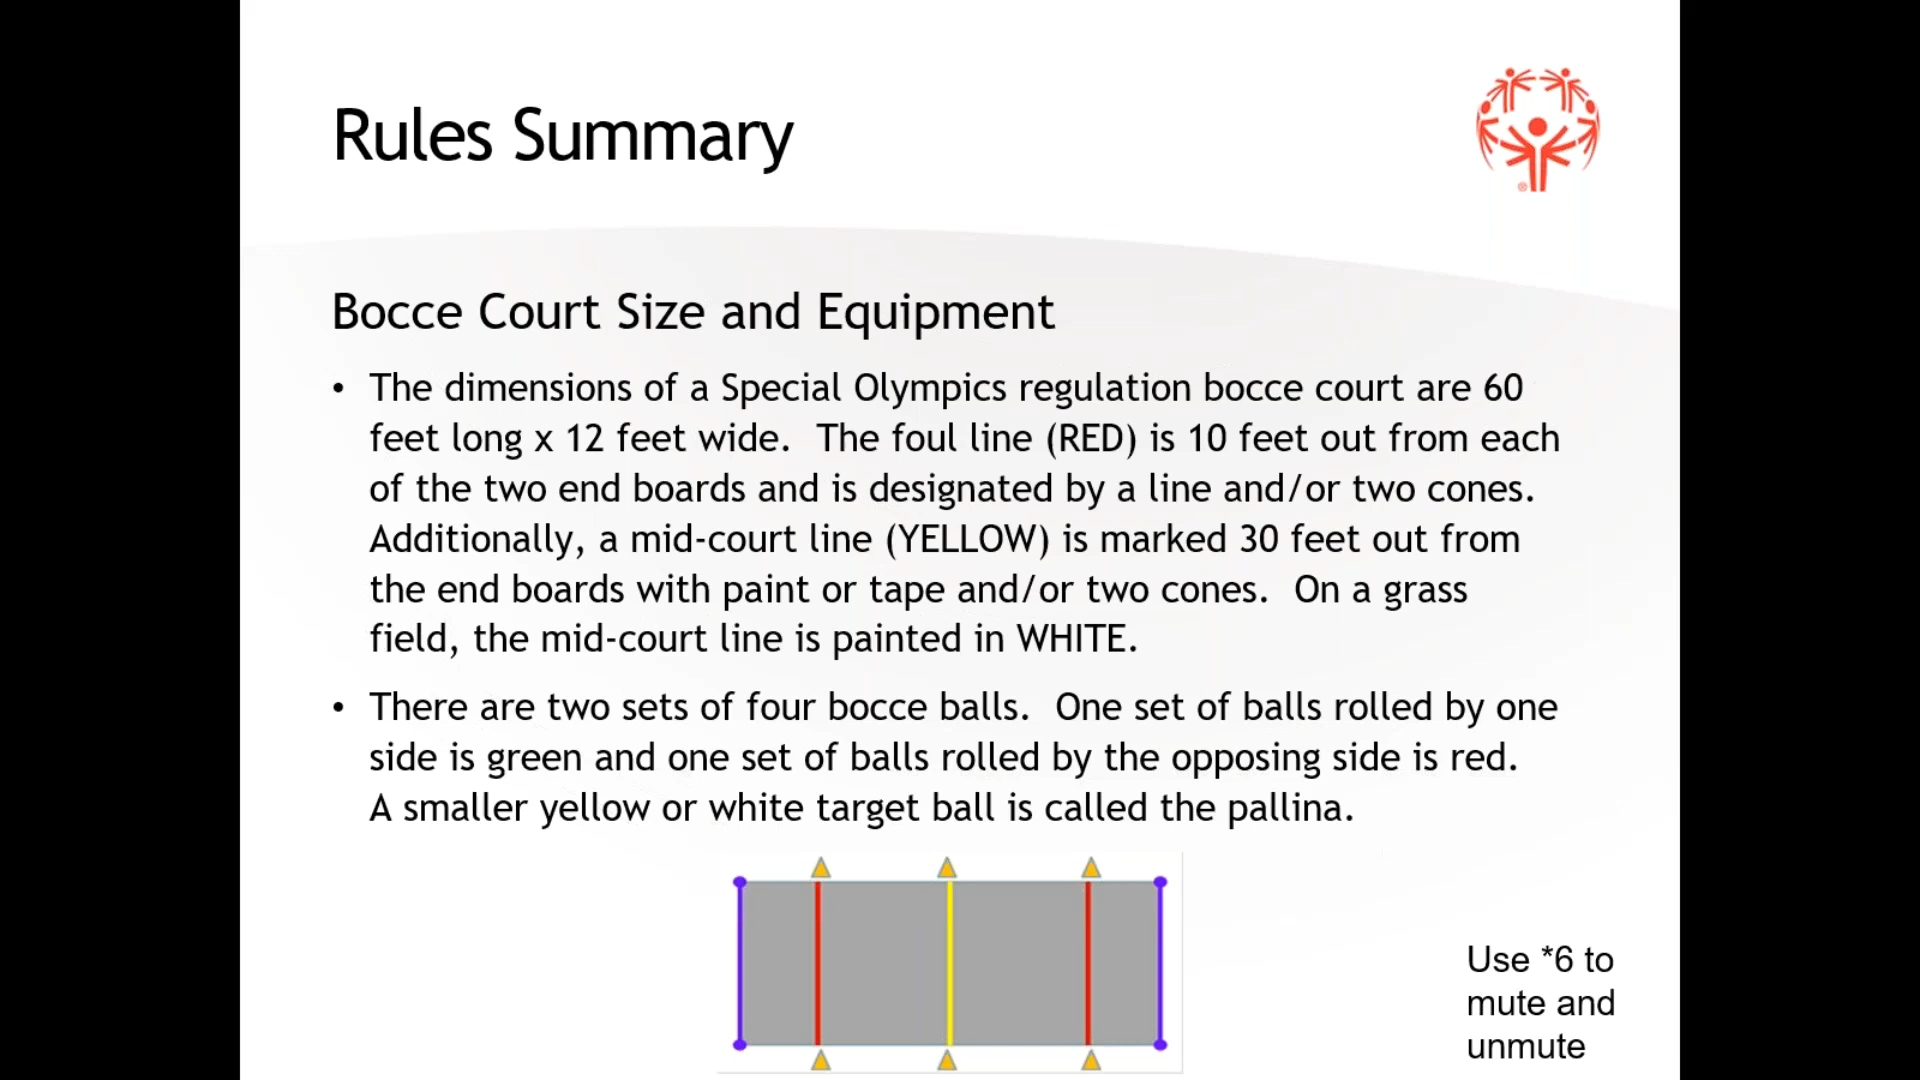 Rules Summary
Bocce Court Size and Equipment
• The dimensions of a Special Olympics regulation bocce court are 60
feet long x 12 feet wide.  The foul line (RED) is 10 feet out from each
of the two end boards and is designated by a line and/or two cones.
Additionally, a mid-court line (YELLOW) is marked 30 feet out from
the end boards with paint or tape and/or two cones.  On a grass
field, the mid-court line is painted in WHITE.
• There are two sets of four bocce balls.  One set of balls rolled by one
side is green and one set of balls rolled by the opposing side is red.
A smaller yellow or white target ball is called the pallina.
Use *6 to
mute and
unmute